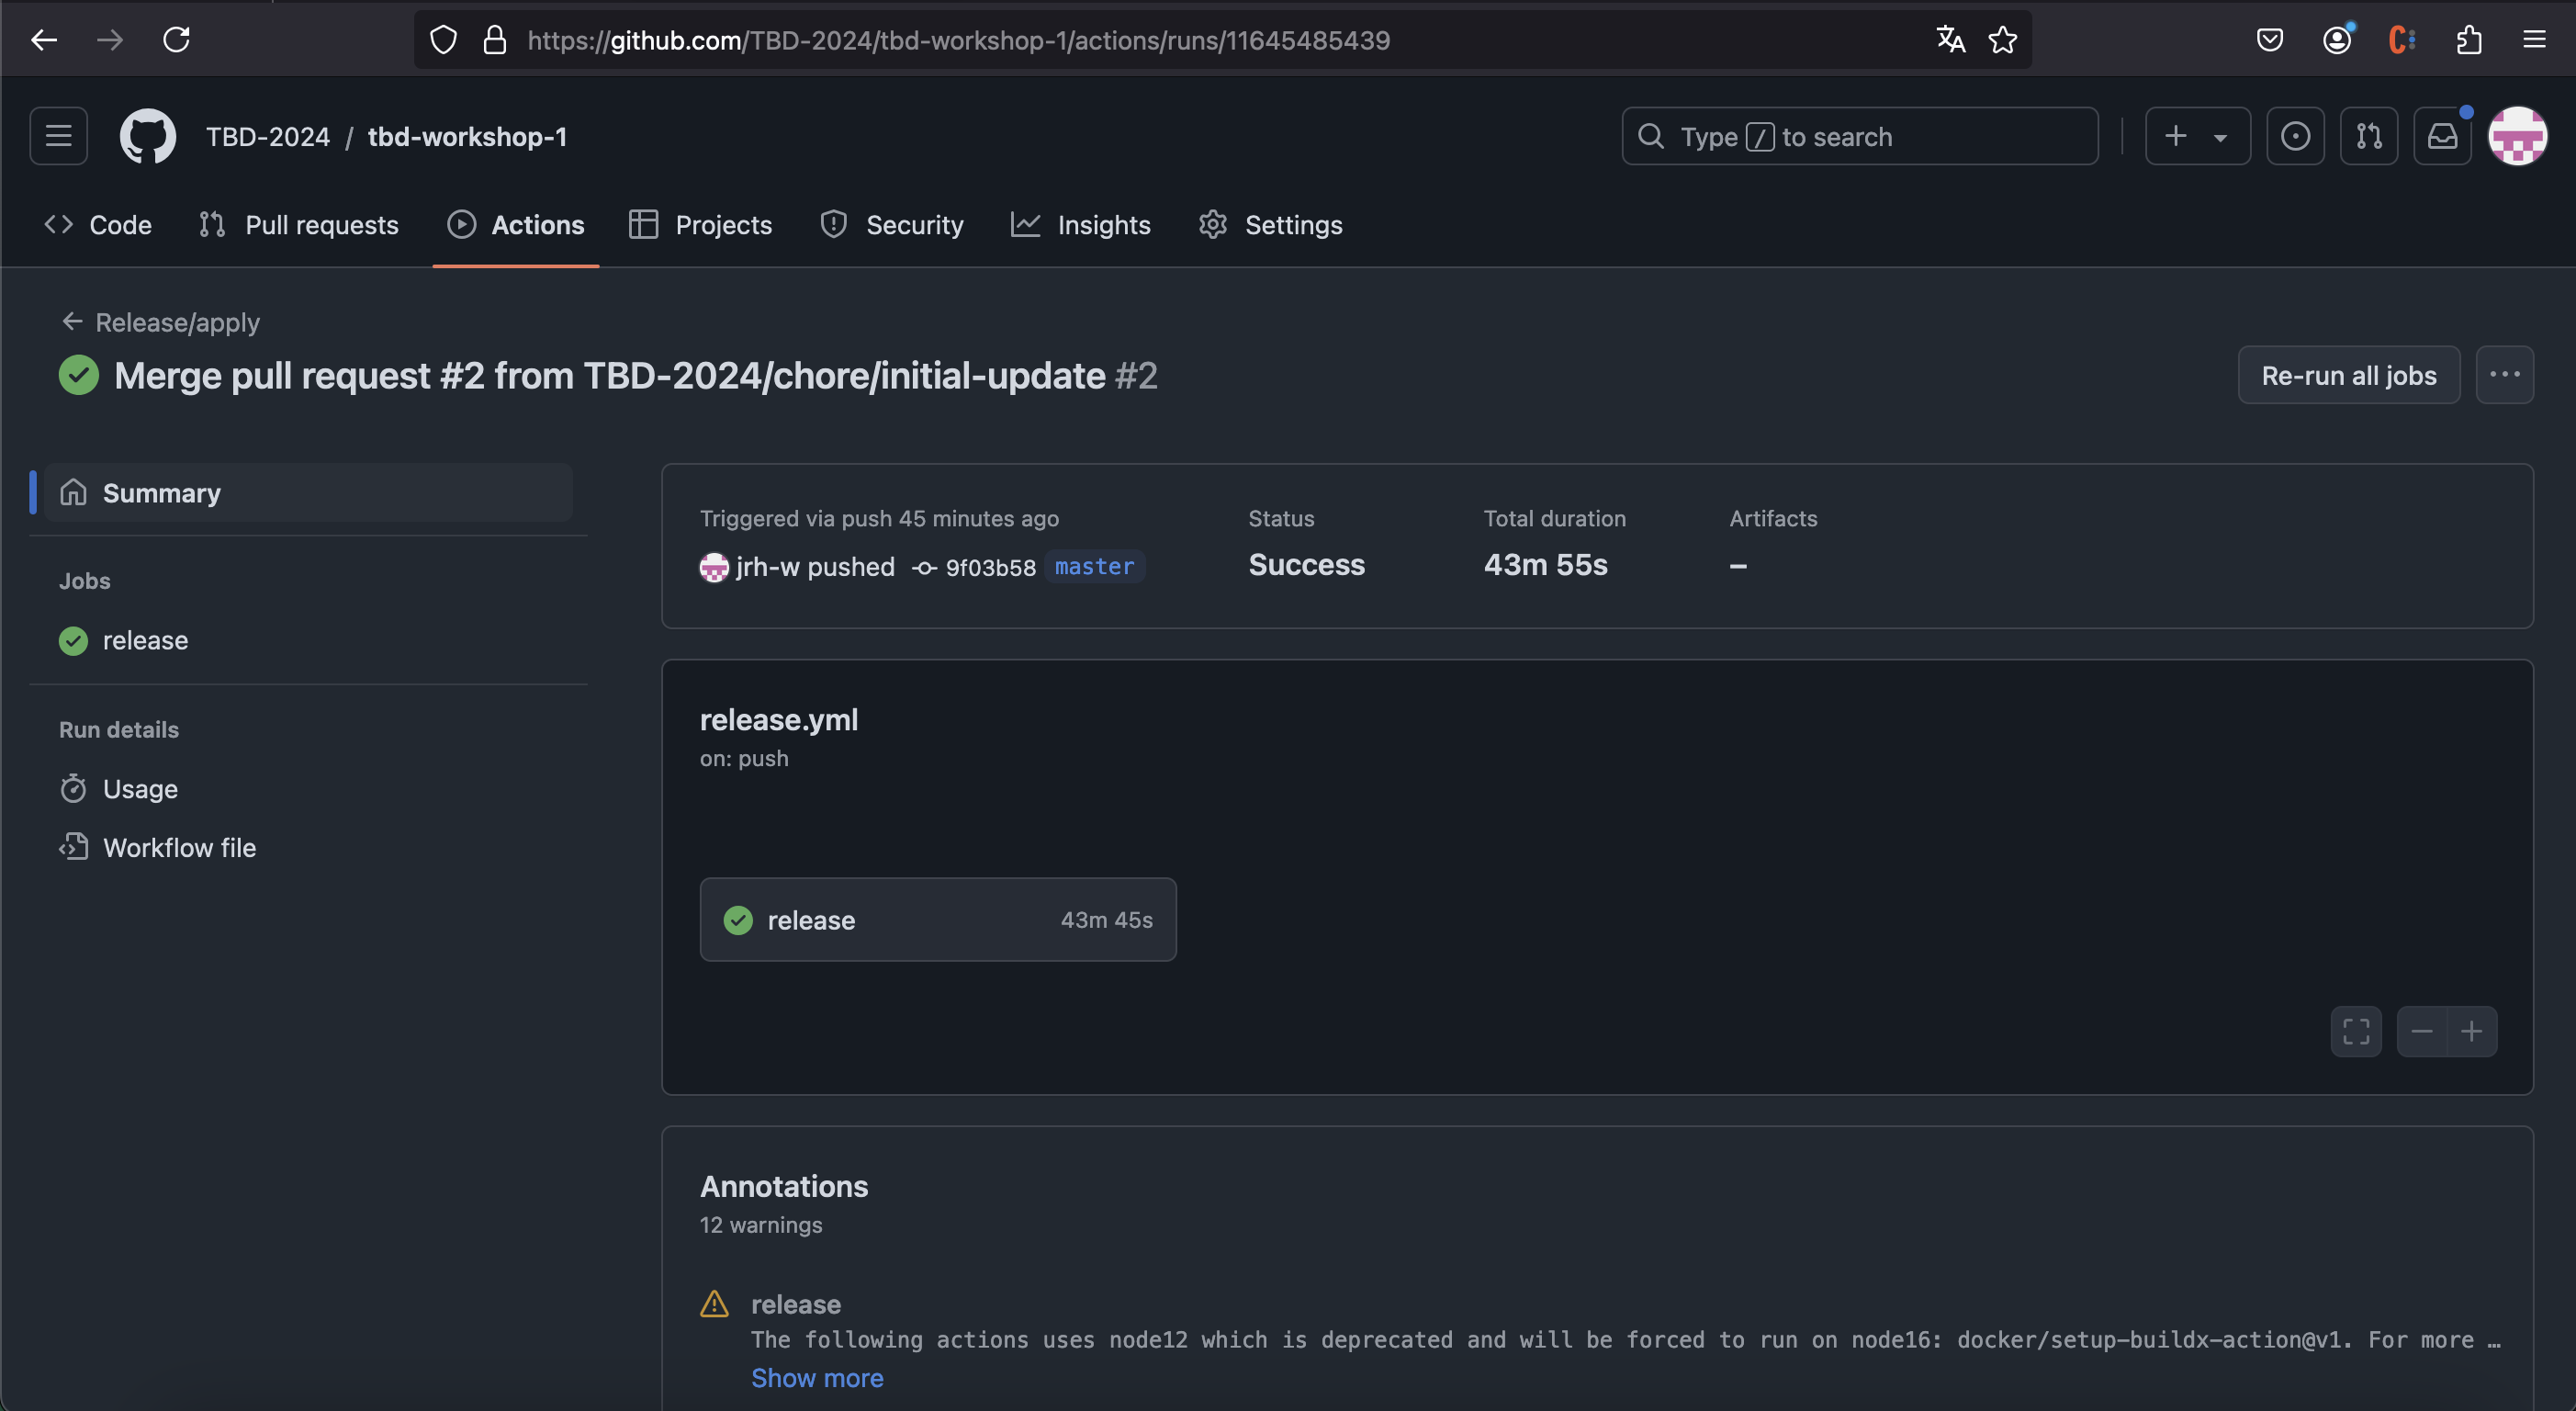 https://github.com/TBD-2024/tbd-workshop-1/actions/runs/11645485439
TBD-2024 / tbd-workshop-1
Type / to search
Code Pull requests Actions Projects Security Insights Settings
Release/apply
Merge pull request #2 from TBD-2024/chore/initial-update #2
Re-run all jobs
Summary
Jobs
release
Run details
Usage
Workflow file
Triggered via push 45 minutes ago
jrh-w pushed 9f03b58 master
Status
Success
Total duration
43m 55s
Artifacts
–
release.yml
on: push
release 43m 45s
Annotations
12 warnings
release
The following actions uses node12 which is deprecated and will be forced to run on node16: docker/setup-buildx-action@v1. For more …
Show more